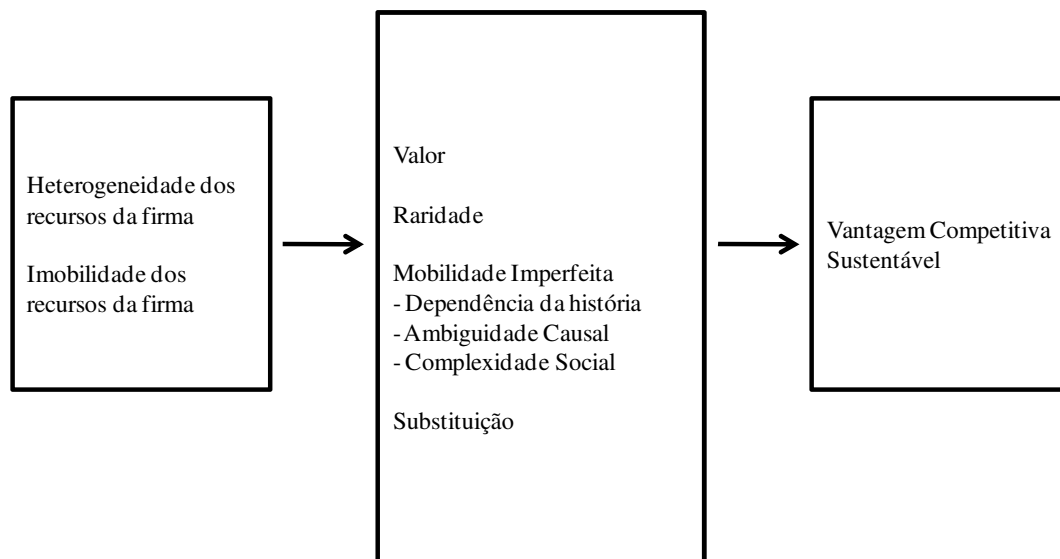 Heterogeneidade dos
recursos da firma
Imobilidade dos
recursos da firma
Valor
Raridade
Mobilidade Imperfeita
- Dependência da história
- Ambiguidade Causal
- Complexidade Social
Substituição
Vantagem Competitiva
Sustentável